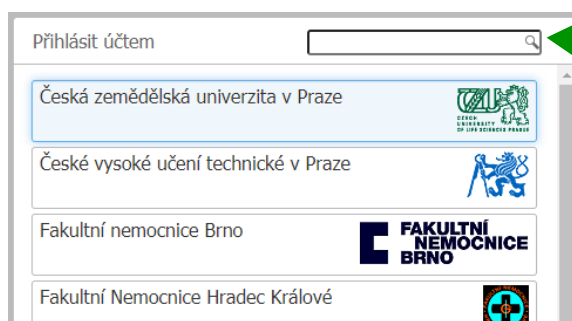 Přihlásit účtem
Česká zemědělská univerzita v Praze
CZECH
UNIVERSITY
OF LIFE SCIENCES PRAGUE
České vysoké učení technické v Praze
Fakultní nemocnice Brno
FAKULTNÍ
NEMOCNICE
BRNO
Fakultní Nemocnice Hradec Králové